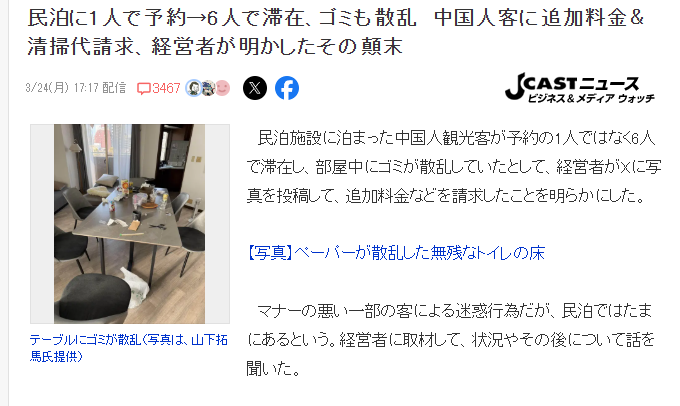 民泊に1人で予約→6人で滞在、ゴミも散乱　中国人客に追加料金&
清掃代請求、経営者が明かしたその顛末
3/24(月) 17:17 配信
3467
JCASTニュース
ビジネス&メディア ウォッチ
民泊施設に泊まった中国人観光客が予約の1人ではなく6人
で滞在し、部屋中にゴミが散乱していたとして、経営者がXに写
真を投稿して、追加料金などを請求したことを明らかにした。
【写真】ペーパーが散乱した無残なトイレの床
マナーの悪い一部の客による迷惑行為だが、民泊ではたま
にあるという。経営者に取材して、状況やその後について話を
聞いた。
テーブルにゴミが散乱(写真は、山下拓
馬氏提供)